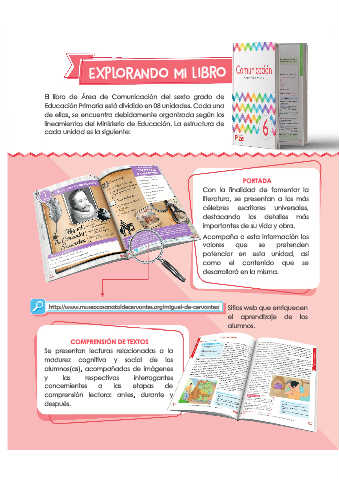 EXPLORANDO MI LIBRO
Comunicación
6
El libro de Área de Comunicación del sexto grado de
Educación Primaria está dividido en 08 unidades. Cada una
de ellas, se encuentra debidamente organizada según los
lineamientos del Ministerio de Educación. La estructura de
cada unidad es la siguiente:
PORTADA
Con la finalidad de fomentar la
literatura, se presentan a los más
célebres escritores universales,
destacando los detalles más
importantes de su vida y obra.
Acompaña a esta información los
valores que se pretenden
potenciar en esta unidad, así
como el contenido que se
desarrollará en la misma.
http://www.museocasanataldecervantes.org/miguel-de-cervantes
Sitios web que enriquecen
el aprendizaje de los
alumnos.
COMPRENSIÓN DE TEXTOS
Se presentan lecturas relacionadas a la
madurez cognitiva y social de los
alumnos(as), acompañadas de imágenes
y las respectivas interrogantes
concernientes a las etapas de
comprensión lectora: antes, durante y
después.